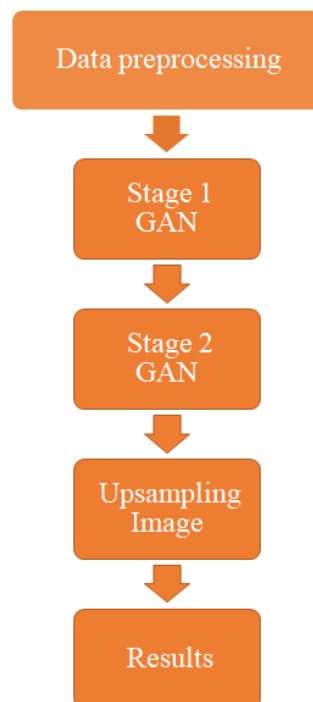 Data preprocessing
Stage 1
GAN
Stage 2
GAN
Upsampling
Image
Results